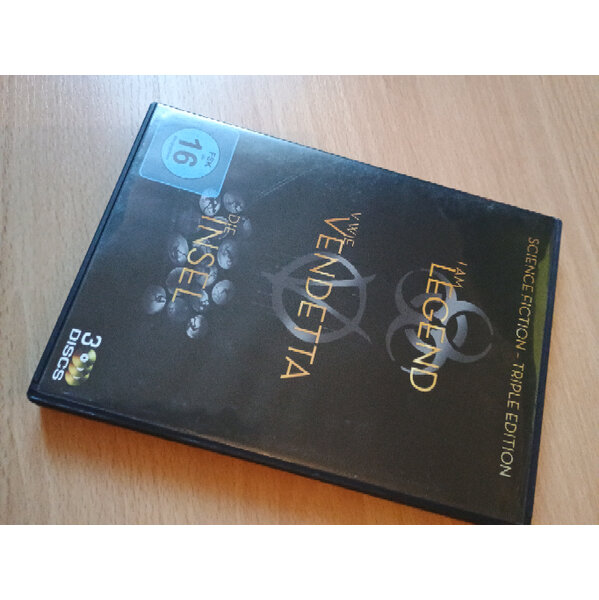 SCIENCE FICTION - TRIPLE EDITION
I AM
LEGEND
V WIE
VENDETTA
DIE
INSEL
FSK
16
3
DISCS